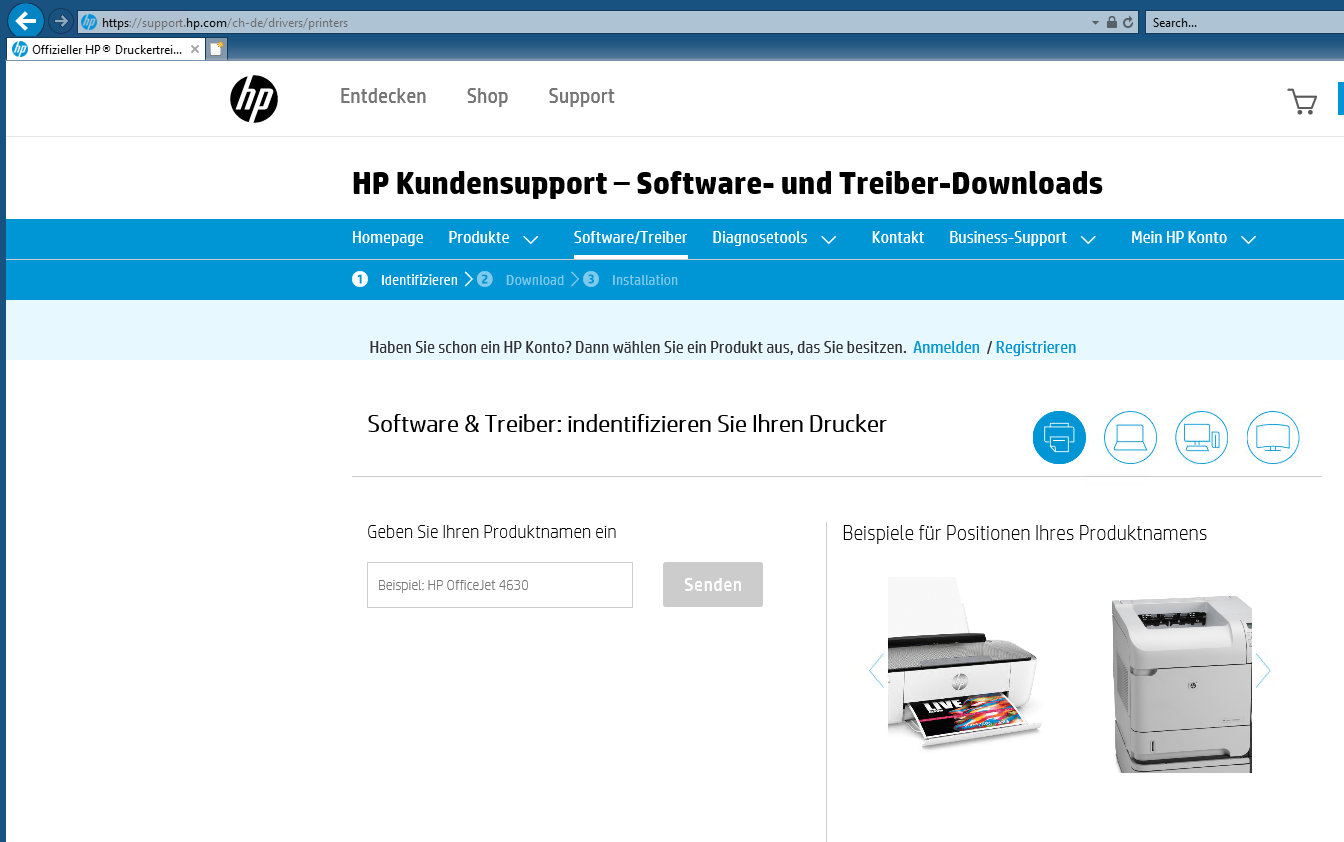 https://support.hp.com/ch-de/drivers/printers
Search...
Offizieller HP® Druckertrei...
hp
Entdecken
Shop
Support
HP Kundensupport – Software- und Treiber-Downloads
Homepage
Produkte
Software/Treiber
Diagnosetools
Kontakt
Business-Support
Mein HP Konto
1 Identifizieren
2 Download
3 Installation
Haben Sie schon ein HP Konto? Dann wählen Sie ein Produkt aus, das Sie besitzen. Anmelden / Registrieren
Software & Treiber: indentifizieren Sie Ihren Drucker
Geben Sie Ihren Produktnamen ein
Beispiel: HP OfficeJet 4630
Senden
Beispiele für Positionen Ihres Produktnamens
LIVE